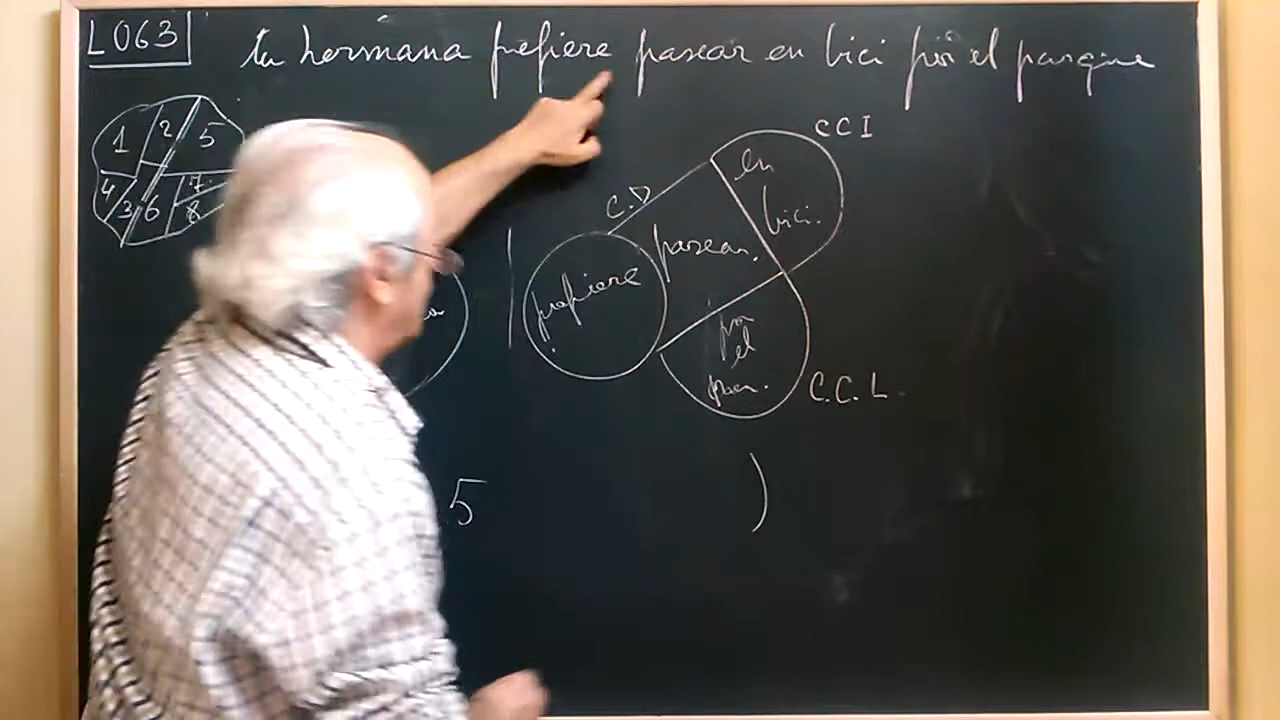 L063
tu hermana prefiere pasear en bici por el parque
1 2 5
4 3 6 7 8
CCI
C.D
en
bici.
pasear.
prefiere
por
el
par.
C.C.L.
5 )